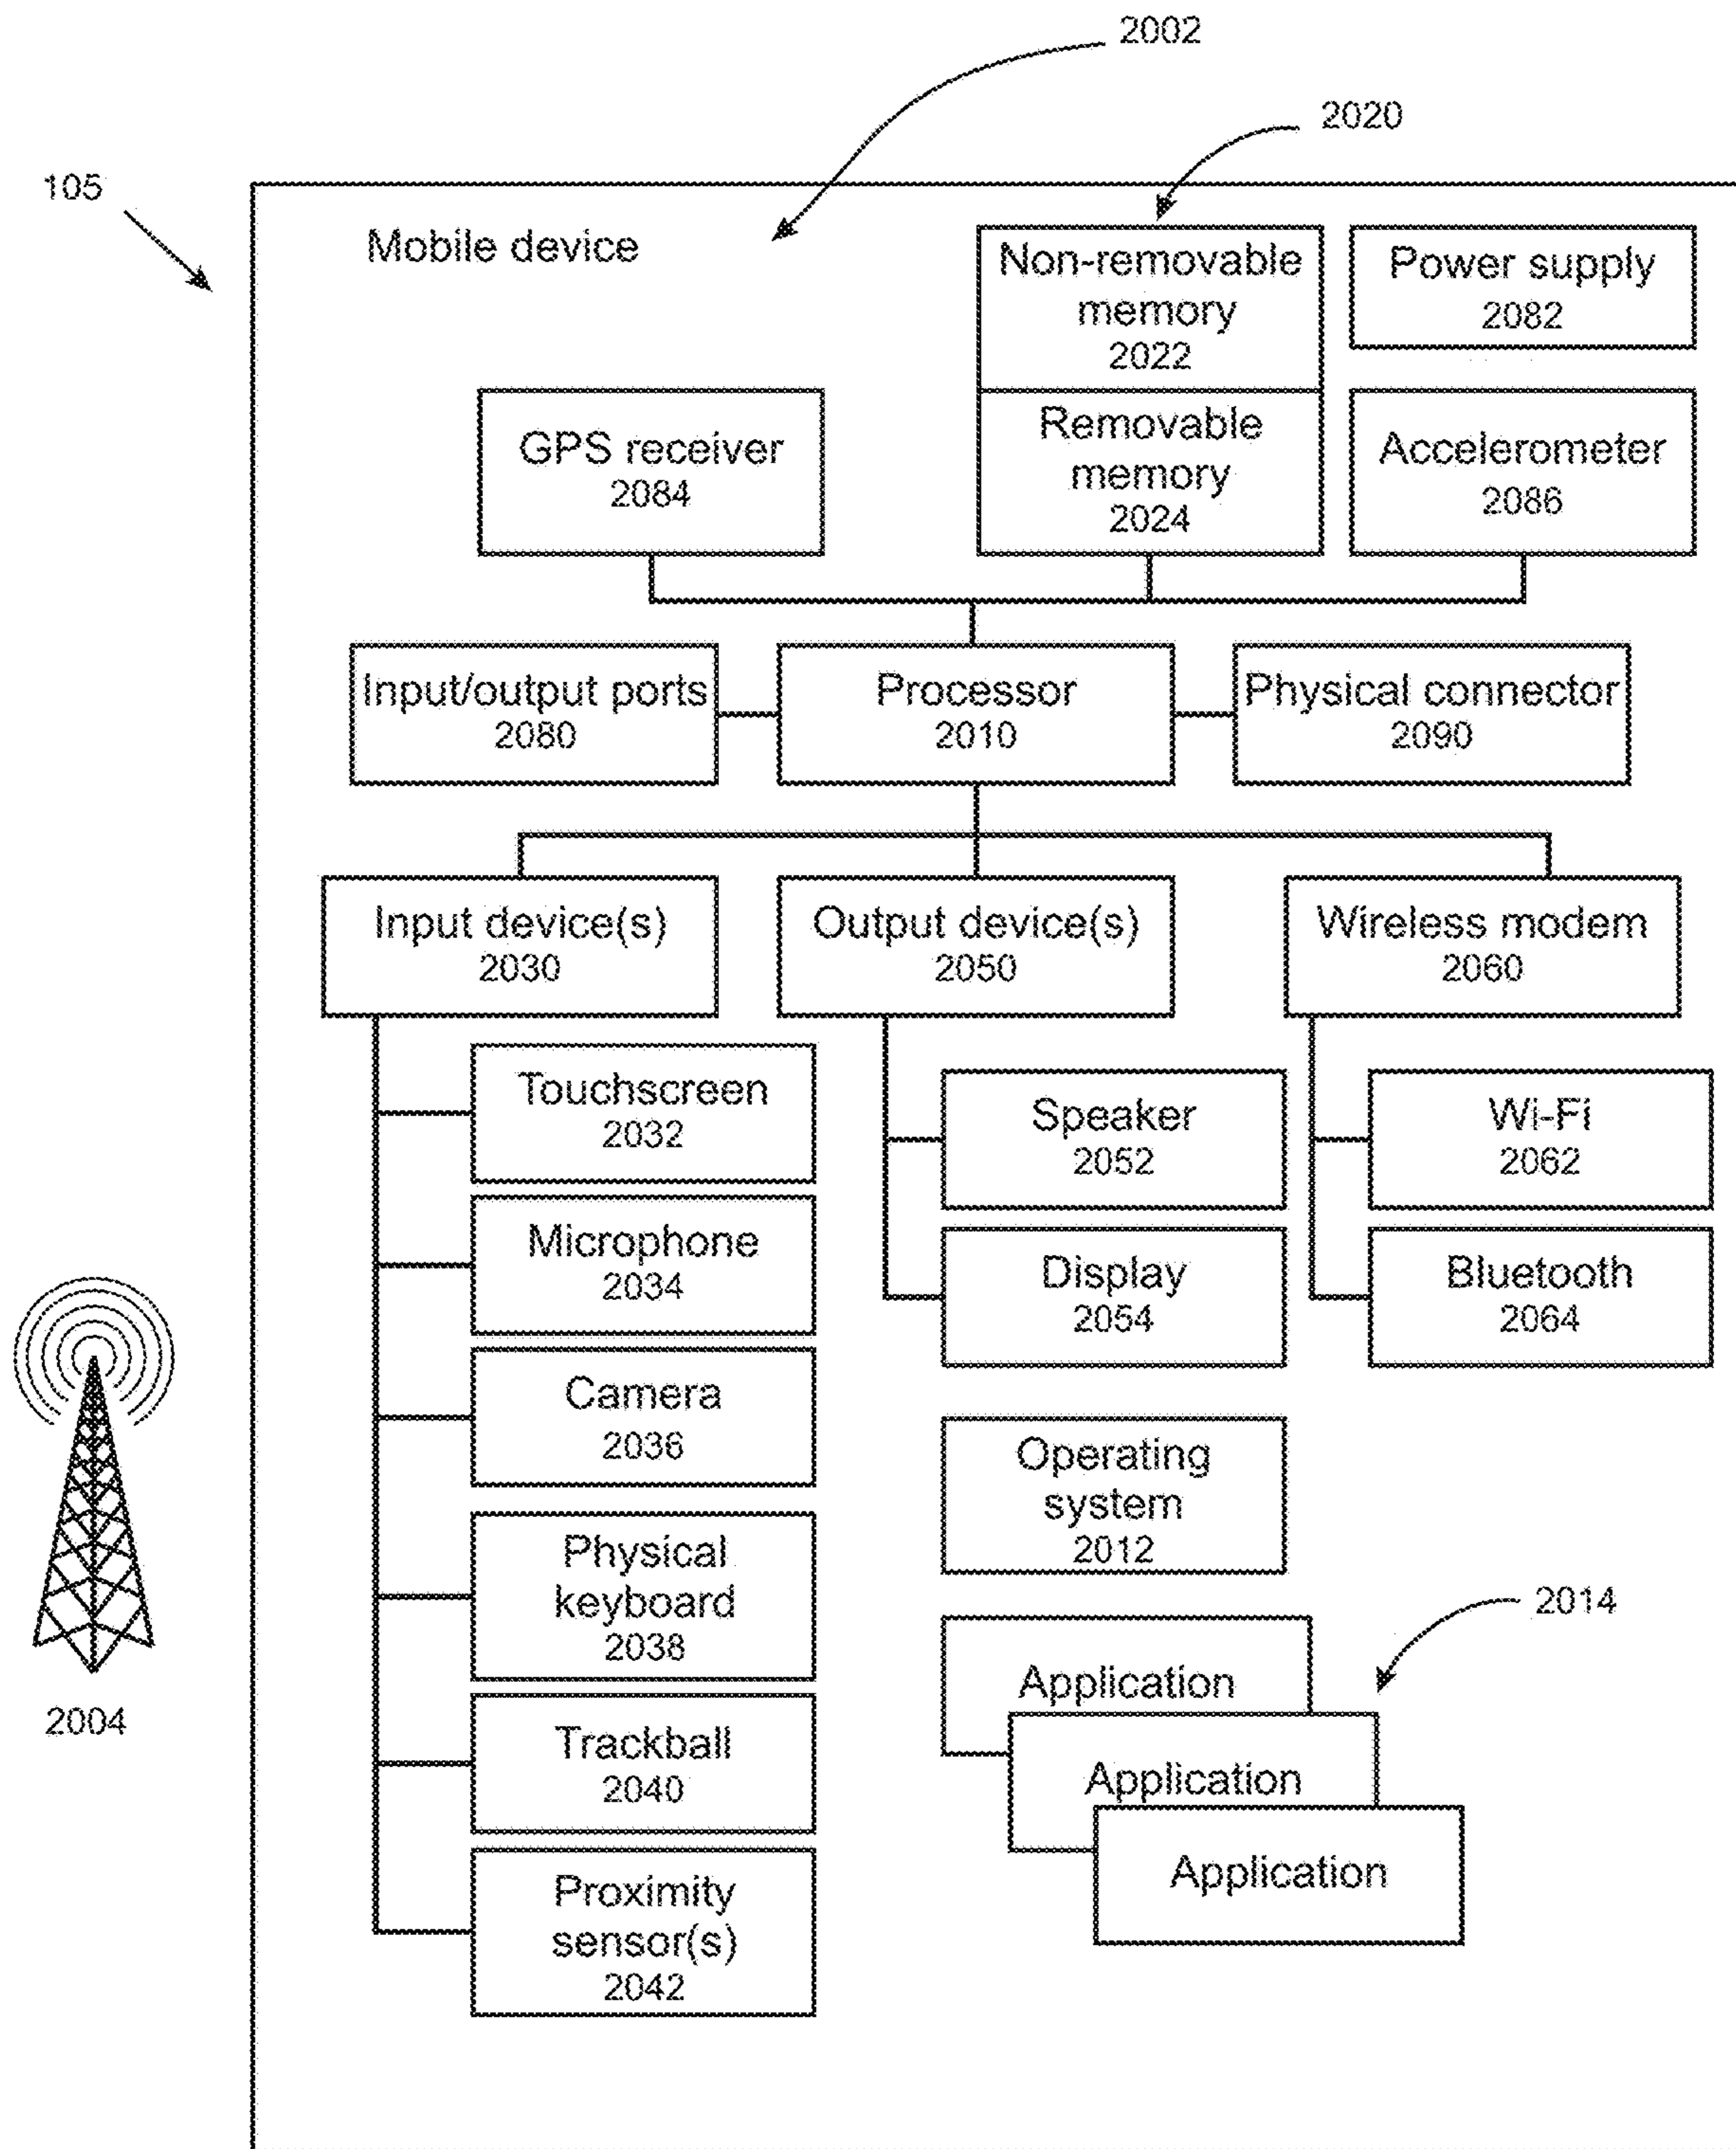 2002
2020
105
Mobile device
Non-removable
memory
2022
Power supply
2082
GPS receiver
2084
Removable
memory
2024
Accelerometer
2086
Input/output ports
2080
Processor
2010
Physical connector
2090
Input device(s)
2030
Output device(s)
2050
Wireless modem
2060
Touchscreen
2032
Microphone
2034
Camera
2036
Physical
keyboard
2038
Trackball
2040
Proximity
sensor(s)
2042
Speaker
2052
Display
2054
Wi-Fi
2062
Bluetooth
2064
Operating
system
2012
2014
Application
Application
Application
2004